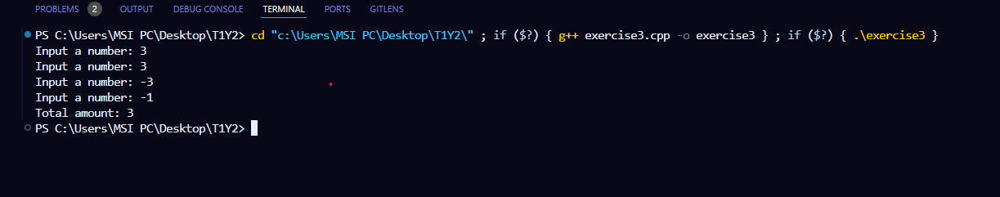 PROBLEMS 2 OUTPUT DEBUG CONSOLE TERMINAL PORTS GITLENS
PS C:\Users\MSI PC\Desktop\T1Y2> cd "c:\Users\MSI PC\Desktop\T1Y2\" ; if ($?) { g++ exercise3.cpp -o exercise3 } ; if ($?) { .\exercise3 }
Input a number: 3
Input a number: 3
Input a number: -3
Input a number: -1
Total amount: 3
PS C:\Users\MSI PC\Desktop\T1Y2>